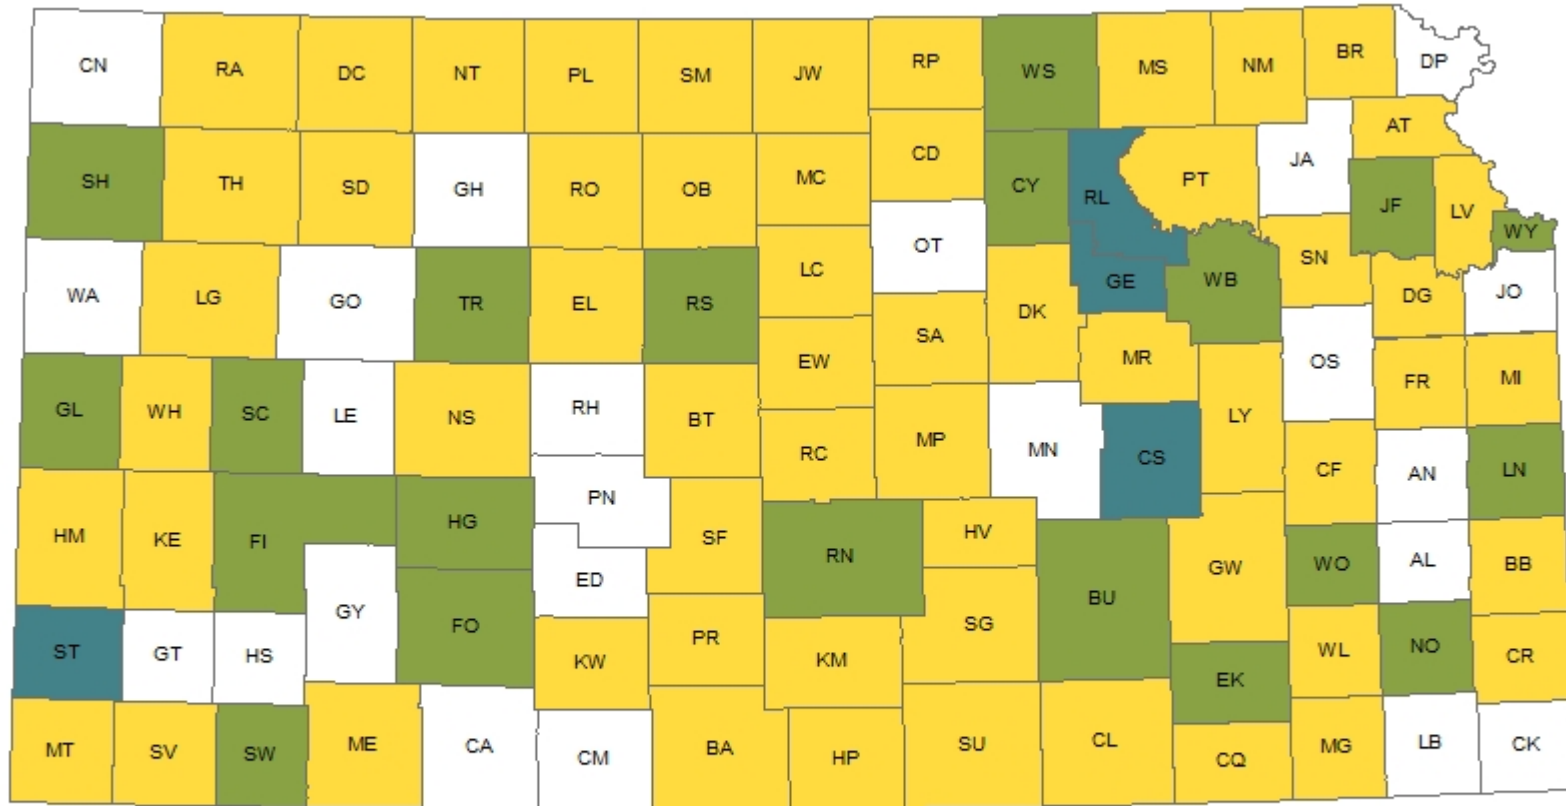 CN RA DC NT PL SM JW RP WS MS NM BR DP
SH TH SD GH RO OB MC CD CY RL PT JA AT
JF LV WY
WA LG GO TR EL RS LC OT DK GE WB SN DG JO
GL WH SC LE NS RH BT EW SA MR LY OS FR MI
RC MP MN CS CF AN LN
HM KE FI HG PN SF RN HV BU GW WO AL BB
ED
ST GT HS GY FO KW PR KM SG EK WL NO CR
MT SV SW ME CA CM BA HP SU CL CQ MG LB CK